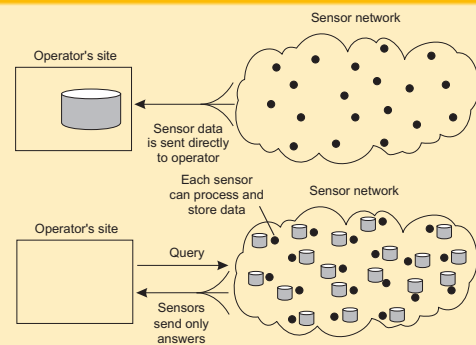 Sensor network
Operator's site
Sensor data
is sent directly
to operator
Each sensor
can process and
store data
Sensor network
Operator's site
Query
Sensors
send only
answers